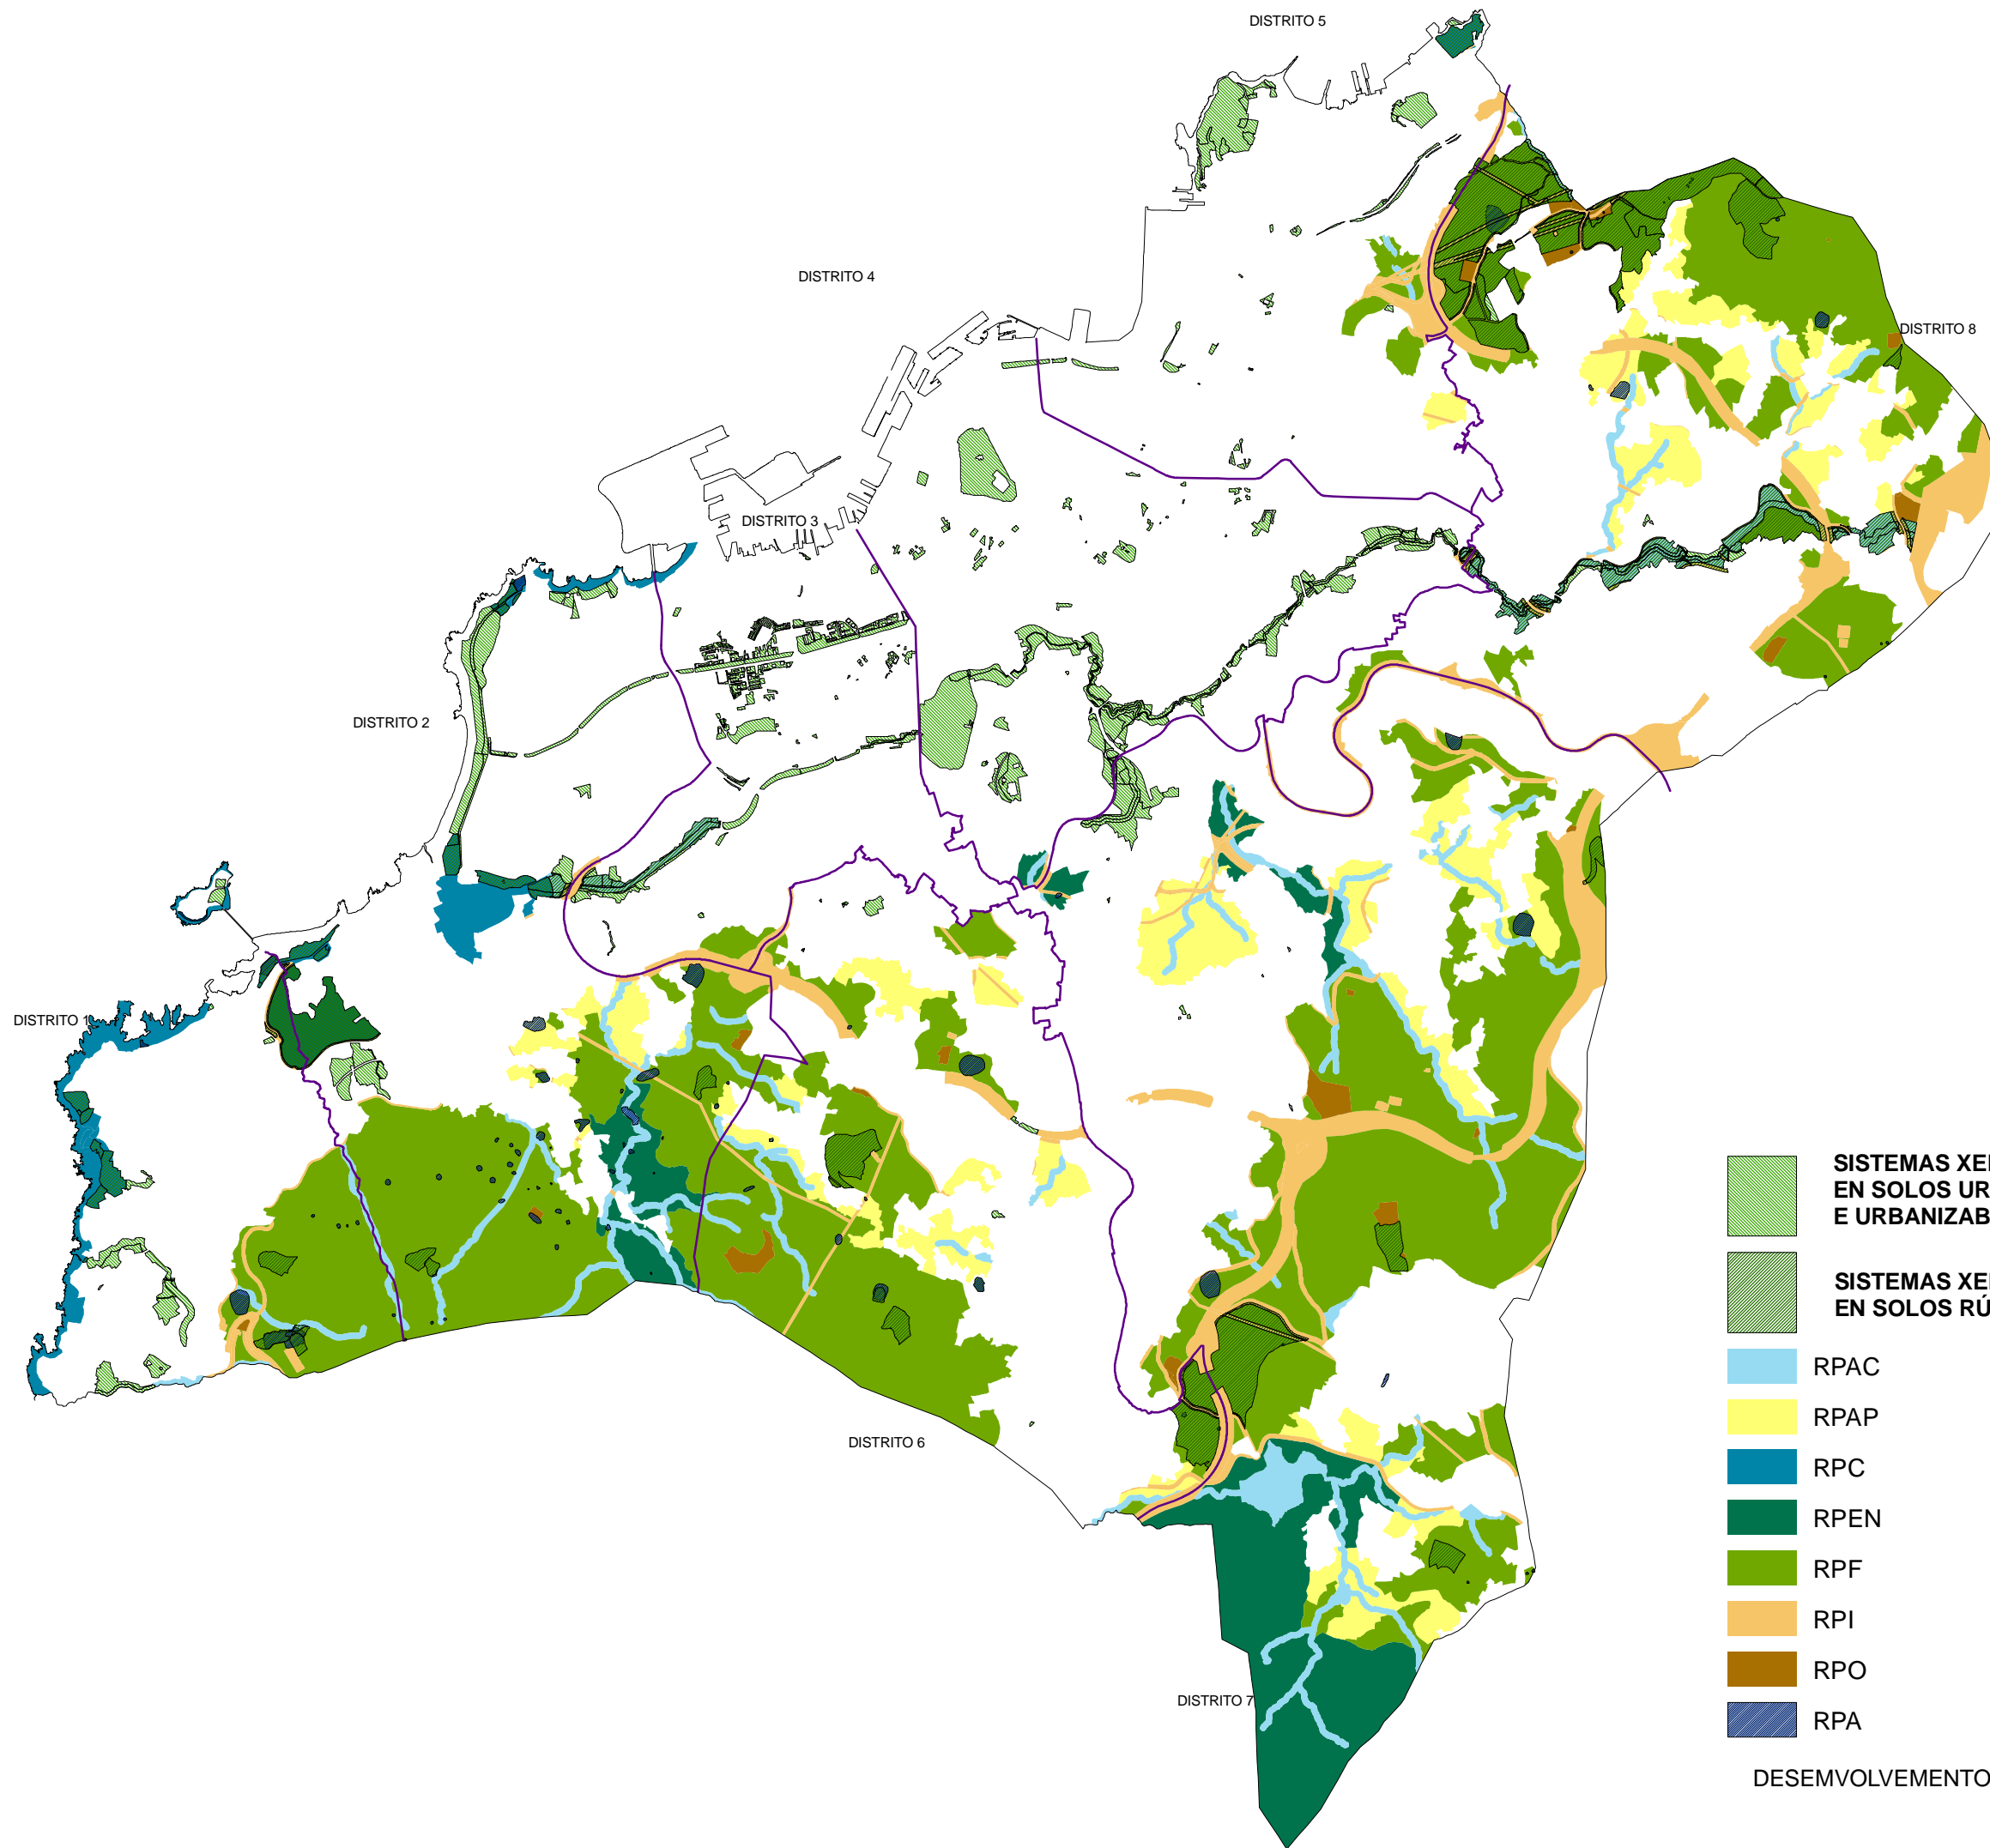 DISTRITO 5
DISTRITO 4
DISTRITO 8
DISTRITO 3
DISTRITO 2
DISTRITO 1
DISTRITO 6
DISTRITO 7
SISTEMAS XE
EN SOLOS UR
E URBANIZAB
SISTEMAS XE
EN SOLOS RÚ
RPAC
RPAP
RPC
RPEN
RPF
RPI
RPO
RPA
DESEMVOLVEMENTO